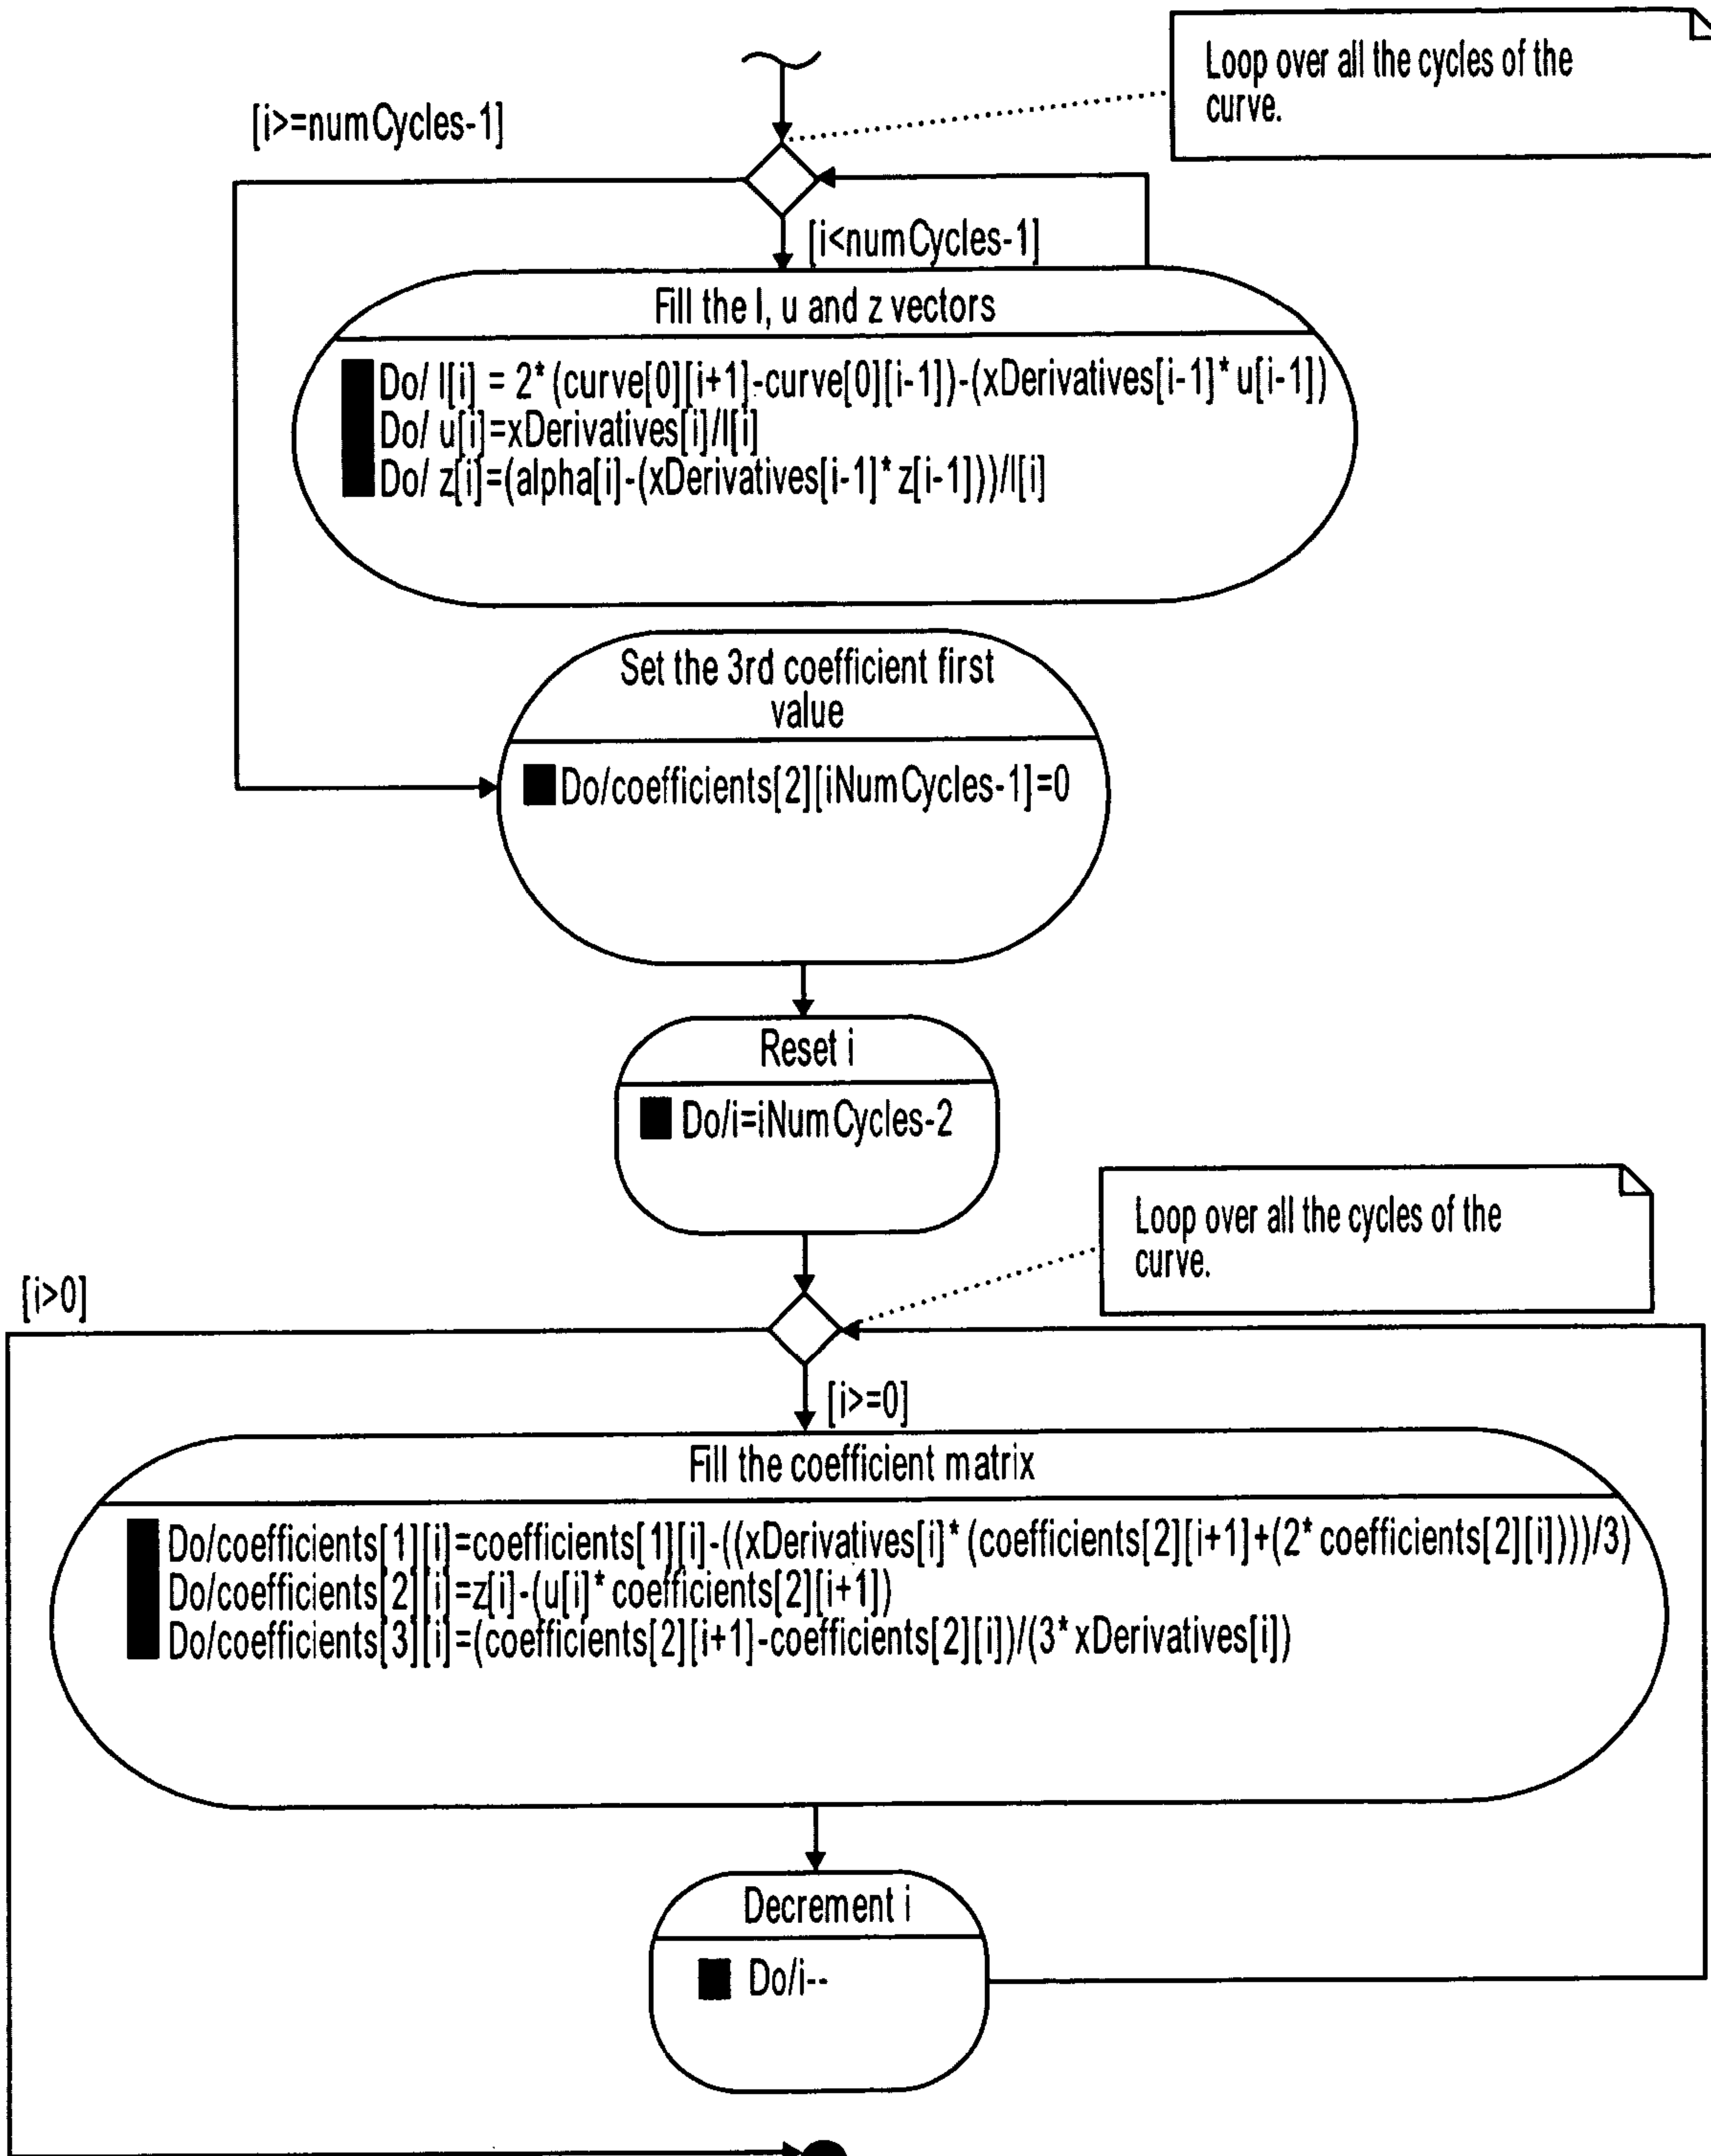 Loop over all the cycles of the
curve.
[i>=numCycles-1]
[i<numCycles-1]
Fill the l, u and z vectors
Do/ l[i] = 2* (curve[0][i+1]-curve[0][i-1])-(xDerivatives[i-1]* u[i-1])
Do/ u[i]=xDerivatives[i]/l[i]
Do/ z[i]=(alpha[i]-(xDerivatives[i-1]* z[i-1]))/l[i]
Set the 3rd coefficient first
value
Do/coefficients[2][iNumCycles-1]=0
Reset i
Do/i=iNumCycles-2
Loop over all the cycles of the
curve.
[i>0]
[i>=0]
Fill the coefficient matrix
Do/coefficients[1][i]=coefficients[1][i]-((xDerivatives[i]* (coefficients[2][i+1]+(2* coefficients[2][i])))/3)
Do/coefficients[2][i]=z[i]-(u[i]* coefficients[2][i+1])
Do/coefficients[3][i]=(coefficients[2][i+1]-coefficients[2][i])/(3* xDerivatives[i])
Decrement i
Do/i--